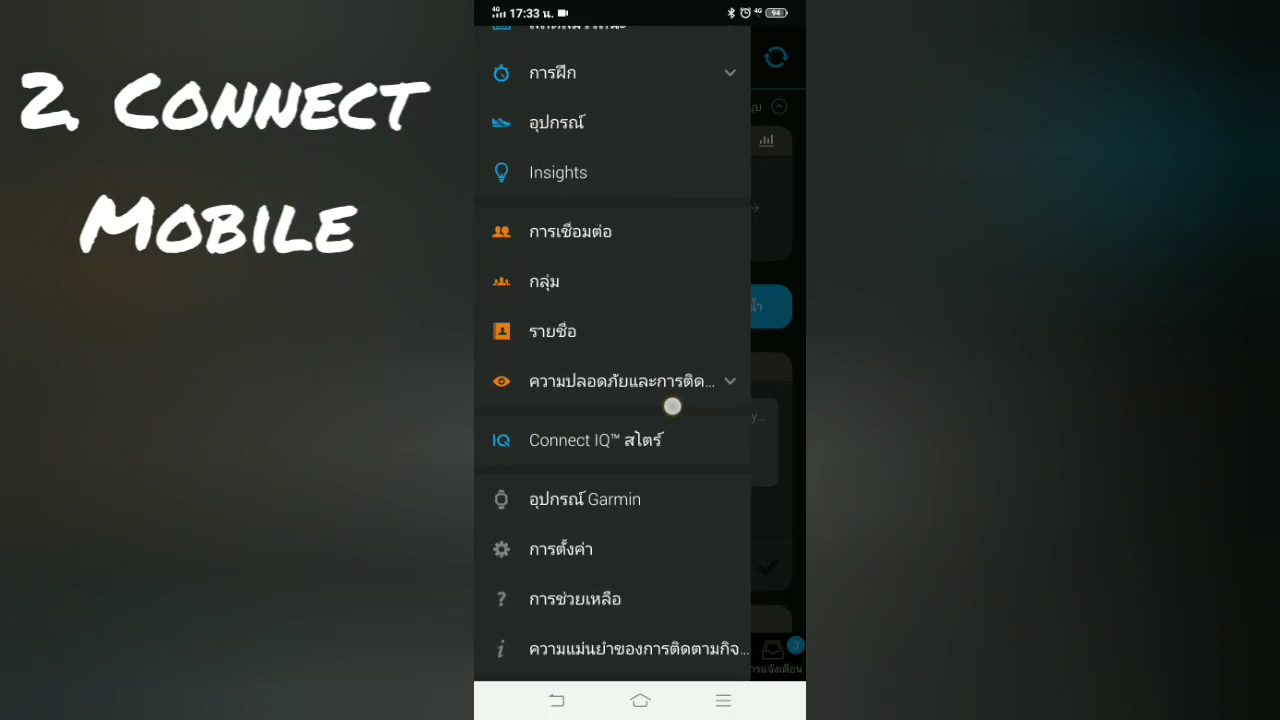 2. Connect
Mobile
4G 17:33 น.
4G 94
การฝึก
อุปกรณ์
Insights
การเชื่อมต่อ
กลุ่ม
รายชื่อ
ความปลอดภัยและการติด...
IQ Connect IQ™ สโตร์
อุปกรณ์ Garmin
การตั้งค่า
การช่วยเหลือ
ความแม่นยำของการติดตามกิจ...
3